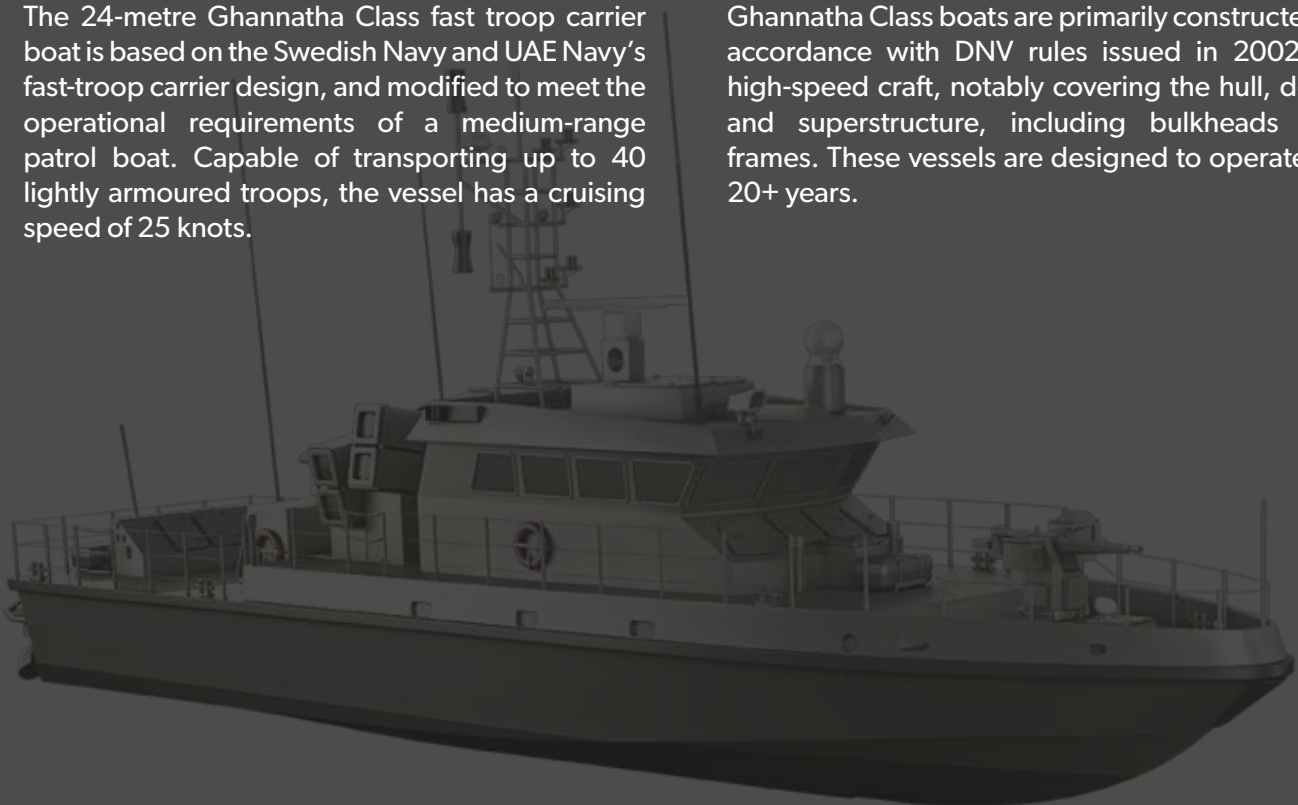 The 24-metre Ghannatha Class fast troop carrier
boat is based on the Swedish Navy and UAE Navy's
fast-troop carrier design, and modified to meet the
operational requirements of a medium-range
patrol boat. Capable of transporting up to 40
lightly armoured troops, the vessel has a cruising
speed of 25 knots.
Ghannatha Class boats are primarily constructe
accordance with DNV rules issued in 2002
high-speed craft, notably covering the hull, d
and superstructure, including bulkheads
frames. These vessels are designed to operate
20+ years.